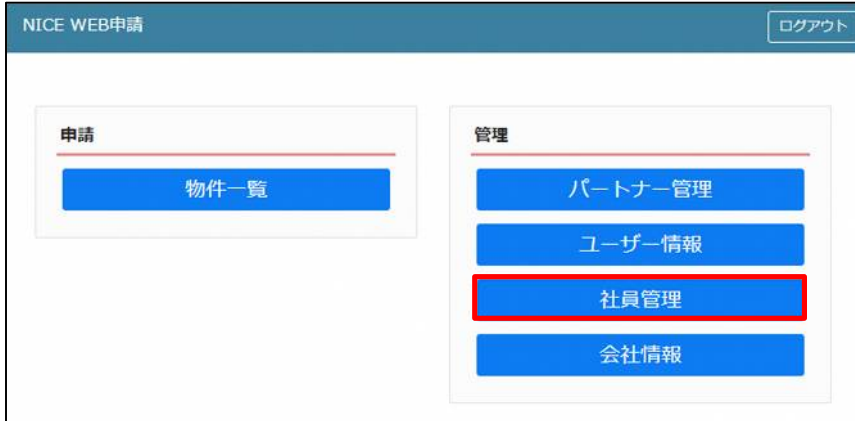 NICE WEB申請
ログアウト
申請
物件一覧
管理
パートナー管理
ユーザー情報
社員管理
会社情報